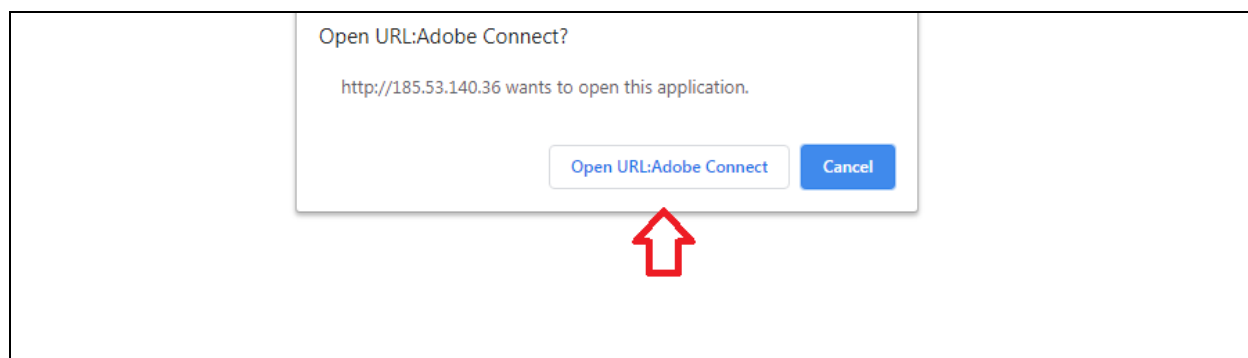 Open URL:Adobe Connect?
http://185.53.140.36 wants to open this application.
Open URL:Adobe Connect
Cancel